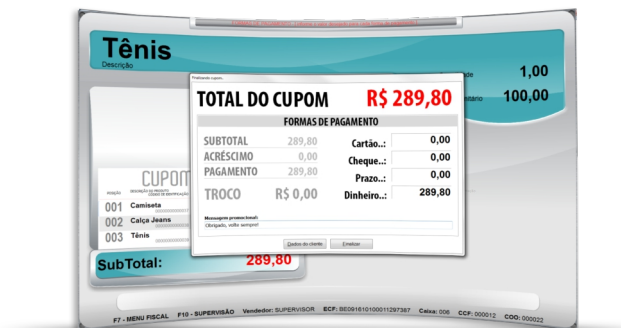 Tênis
Descrição
1,00
100,00
Finalizando cupom...
TOTAL DO CUPOM R$ 289,80
FORMAS DE PAGAMENTO
SUBTOTAL 289,80
ACRÉSCIMO 0,00
PAGAMENTO 289,80
TROCO R$ 0,00
Cartão..: 0,00
Cheque..: 0,00
Prazo..: 0,00
Dinheiro..: 289,80
Mensagem promocional:
Obrigado, volte sempre!
Dados do cliente Finalizar
CUPOM
001 Camiseta
002 Calça Jeans
003 Tênis
SubTotal: 289,80
F7 - MENU FISCAL F10 - SUPERVISÃO Vendedor: SUPERVISOR ECF: BE091610100011297387 Caixa: 006 CCF: 000012 COO: 000022